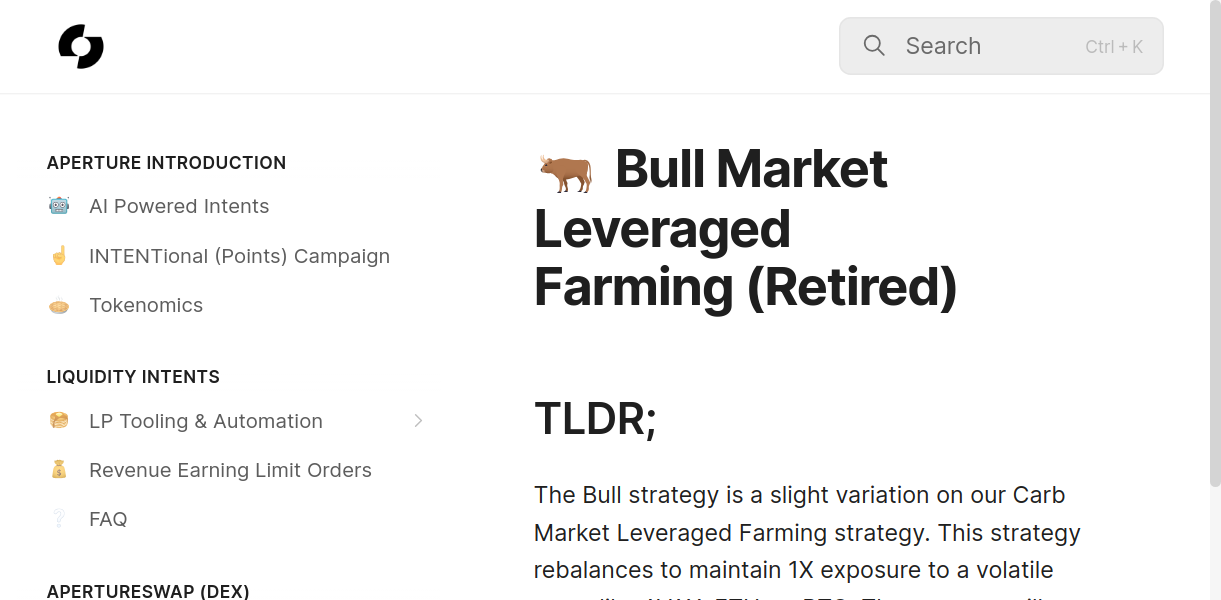 Search
Ctrl + K
APERTURE INTRODUCTION
AI Powered Intents
INTENTional (Points) Campaign
Tokenomics
LIQUIDITY INTENTS
LP Tooling & Automation
Revenue Earning Limit Orders
FAQ
APERTURESWAP (DEX)
Bull Market
Leveraged
Farming (Retired)
TLDR;
The Bull strategy is a slight variation on our Carb
Market Leveraged Farming strategy. This strategy
rebalances to maintain 1X exposure to a volatile